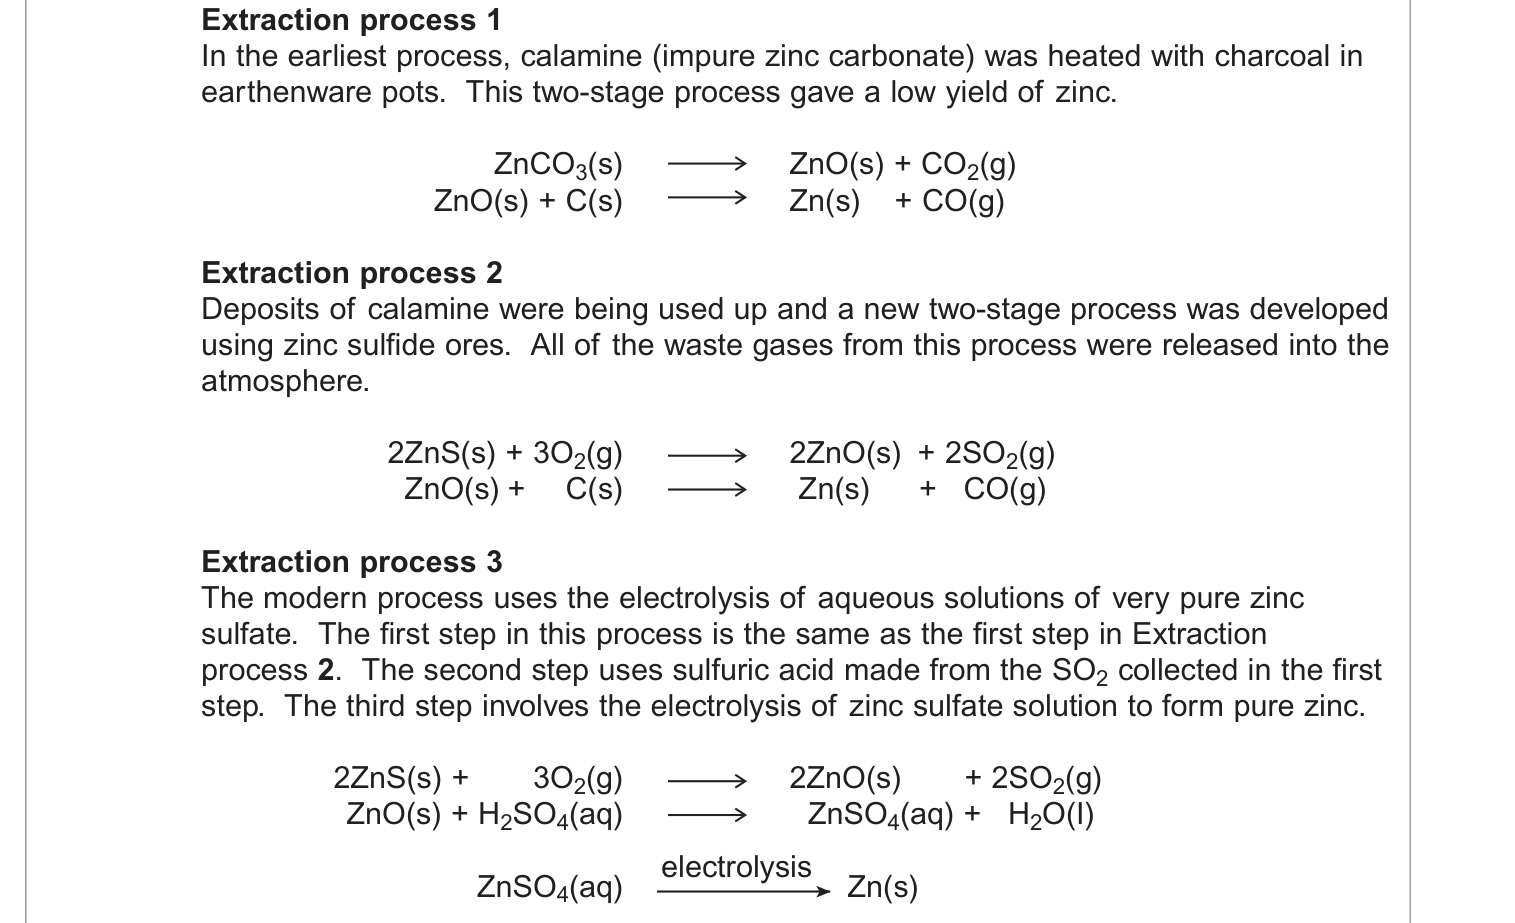 Extraction process 1
In the earliest process, calamine (impure zinc carbonate) was heated with charcoal in
earthenware pots.  This two-stage process gave a low yield of zinc.
ZnCO₃(s) ⟶ ZnO(s) + CO₂(g)
ZnO(s) + C(s) ⟶ Zn(s) + CO(g)
Extraction process 2
Deposits of calamine were being used up and a new two-stage process was developed
using zinc sulfide ores.  All of the waste gases from this process were released into the
atmosphere.
2ZnS(s) + 3O₂(g) ⟶ 2ZnO(s) + 2SO₂(g)
ZnO(s) + C(s) ⟶ Zn(s) + CO(g)
Extraction process 3
The modern process uses the electrolysis of aqueous solutions of very pure zinc
sulfate.  The first step in this process is the same as the first step in Extraction
process 2.  The second step uses sulfuric acid made from the SO₂ collected in the first
step.  The third step involves the electrolysis of zinc sulfate solution to form pure zinc.
2ZnS(s) + 3O₂(g) ⟶ 2ZnO(s) + 2SO₂(g)
ZnO(s) + H₂SO₄(aq) ⟶ ZnSO₄(aq) + H₂O(l)
electrolysis
ZnSO₄(aq) ⟶ Zn(s)